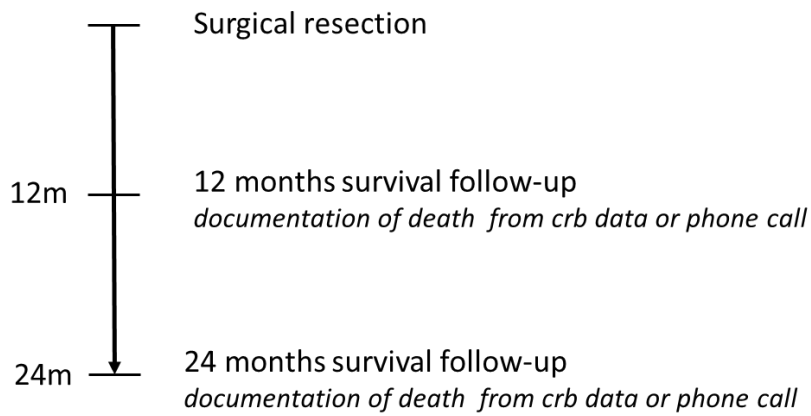 Surgical resection
12m
12 months survival follow-up
documentation of death from crb data or phone call
24m
24 months survival follow-up
documentation of death from crb data or phone call